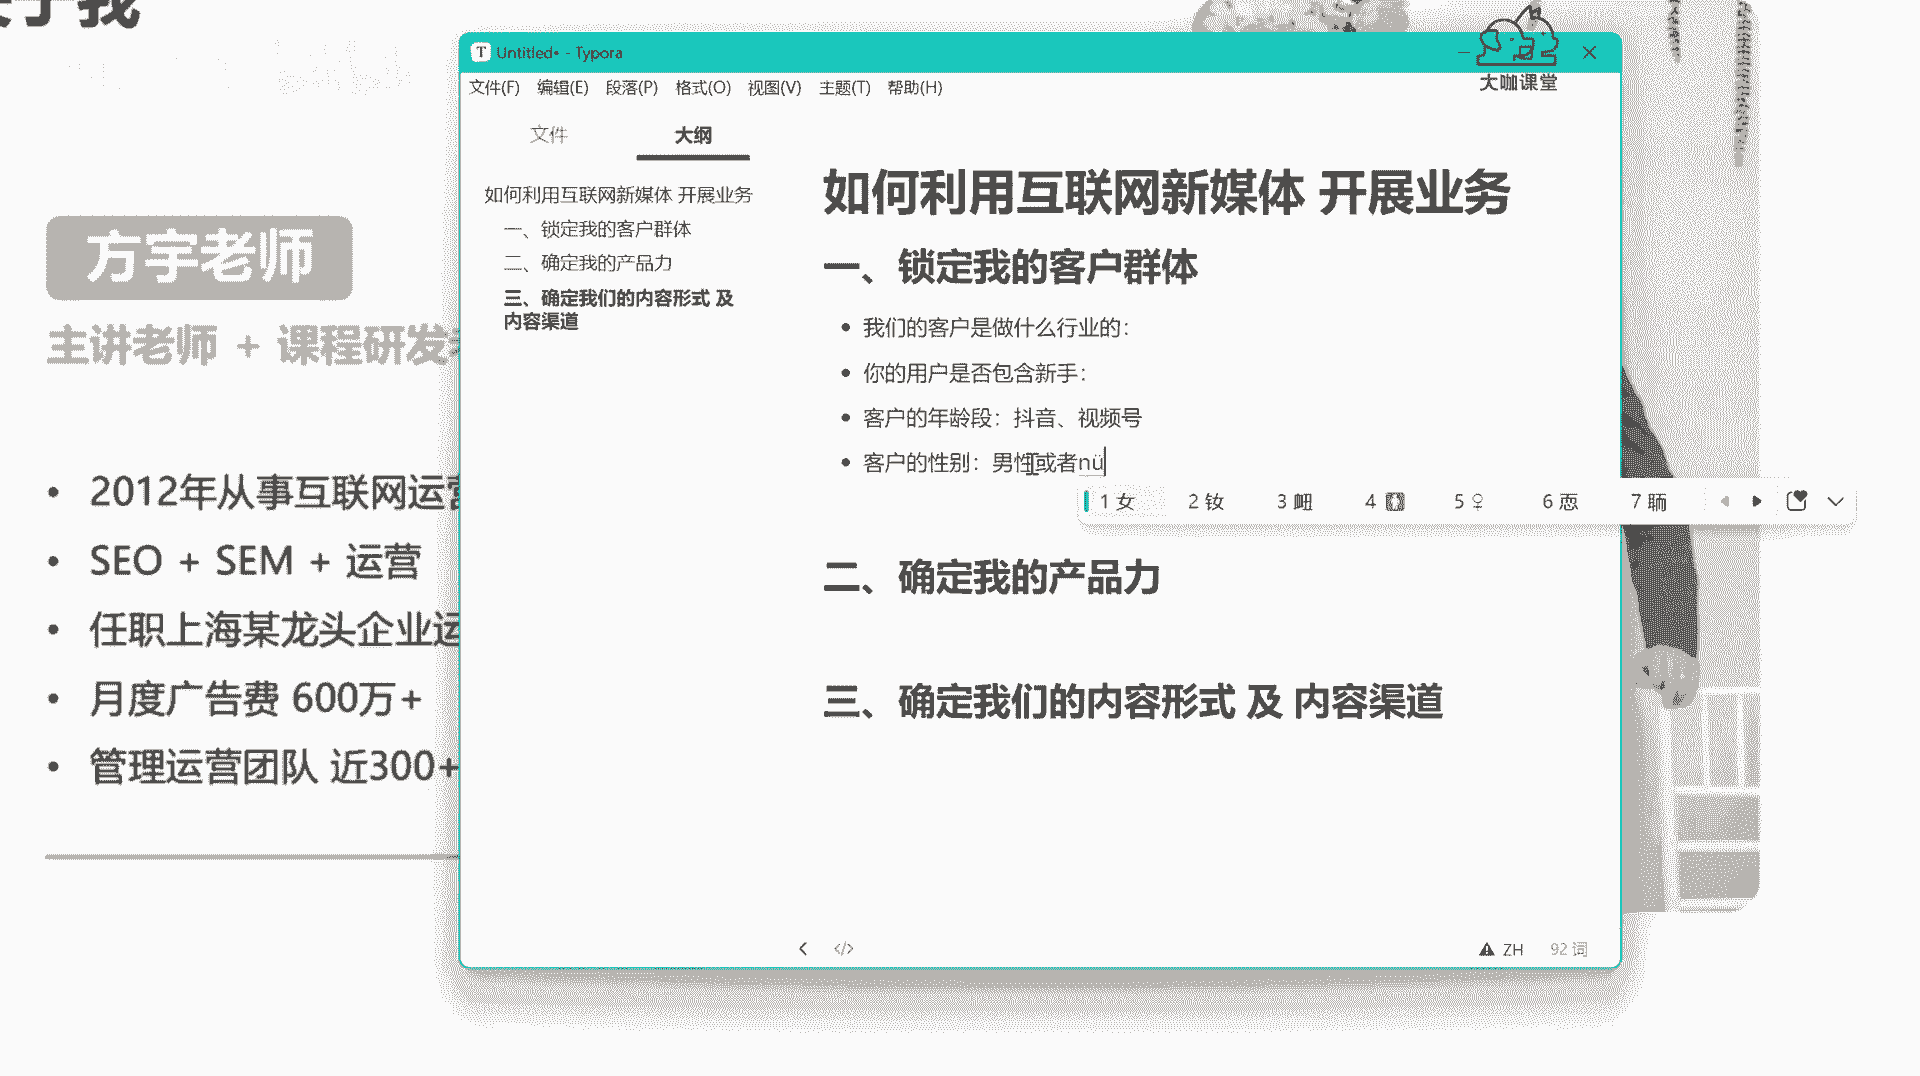 于我
方宇老师
主讲老师 + 课程研发
• 2012年从事互联网运营
• SEO + SEM + 运营
• 任职上海某龙头企业运
• 月度广告费 600万+
• 管理运营团队 近300+
T Untitled• - Typora
大咖课堂
文件(F) 编辑(E) 段落(P) 格式(O) 视图(V) 主题(T) 帮助(H)
文件 大纲
如何利用互联网新媒体 开展业务
一、锁定我的客户群体
二、确定我的产品力
三、确定我们的内容形式 及
内容渠道
如何利用互联网新媒体 开展业务
一、锁定我的客户群体
• 我们的客户是做什么行业的：
• 你的用户是否包含新手：
• 客户的年龄段：抖音、视频号
• 客户的性别：男性或者nü
1 女 2 钕 3 衄 4 🚺 5 ♀ 6 恧 7 朒
二、确定我的产品力
三、确定我们的内容形式 及 内容渠道
</> ZH 92 词